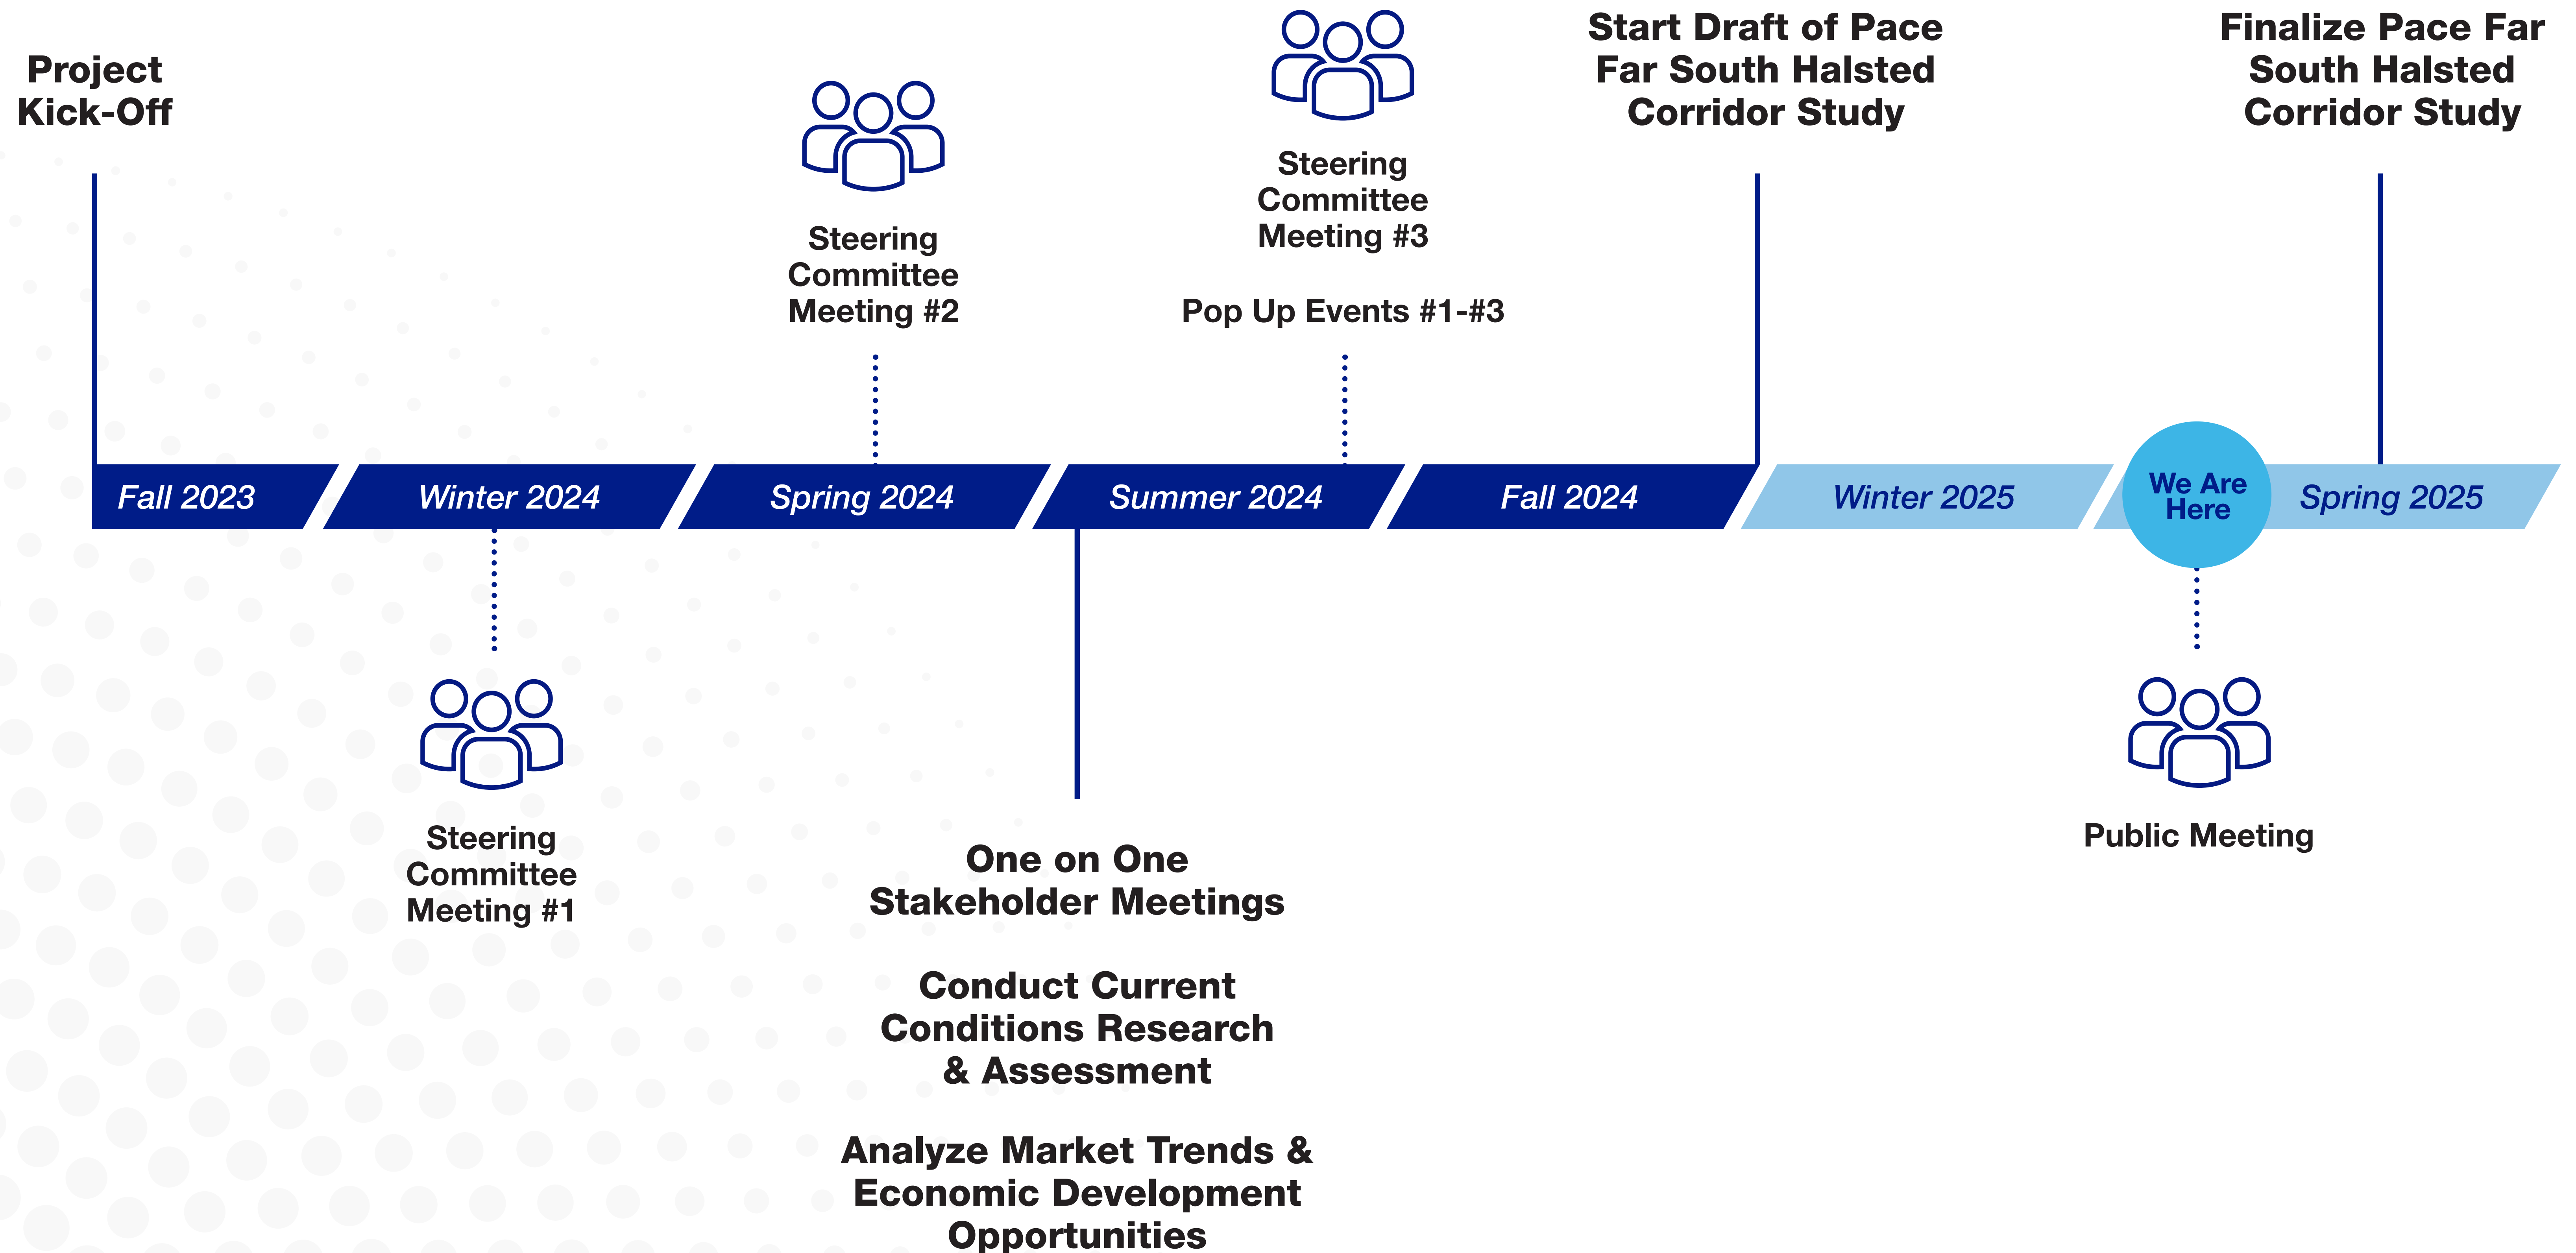 Project
Kick-Off
Steering
Committee
Meeting #2
Steering
Committee
Meeting #3
Pop Up Events #1-#3
Start Draft of Pace
Far South Halsted
Corridor Study
Finalize Pace Far
South Halsted
Corridor Study
Fall 2023
Winter 2024
Spring 2024
Summer 2024
Fall 2024
Winter 2025
We Are
Here
Spring 2025
Steering
Committee
Meeting #1
One on One
Stakeholder Meetings
Conduct Current
Conditions Research
& Assessment
Analyze Market Trends &
Economic Development
Opportunities
Public Meeting